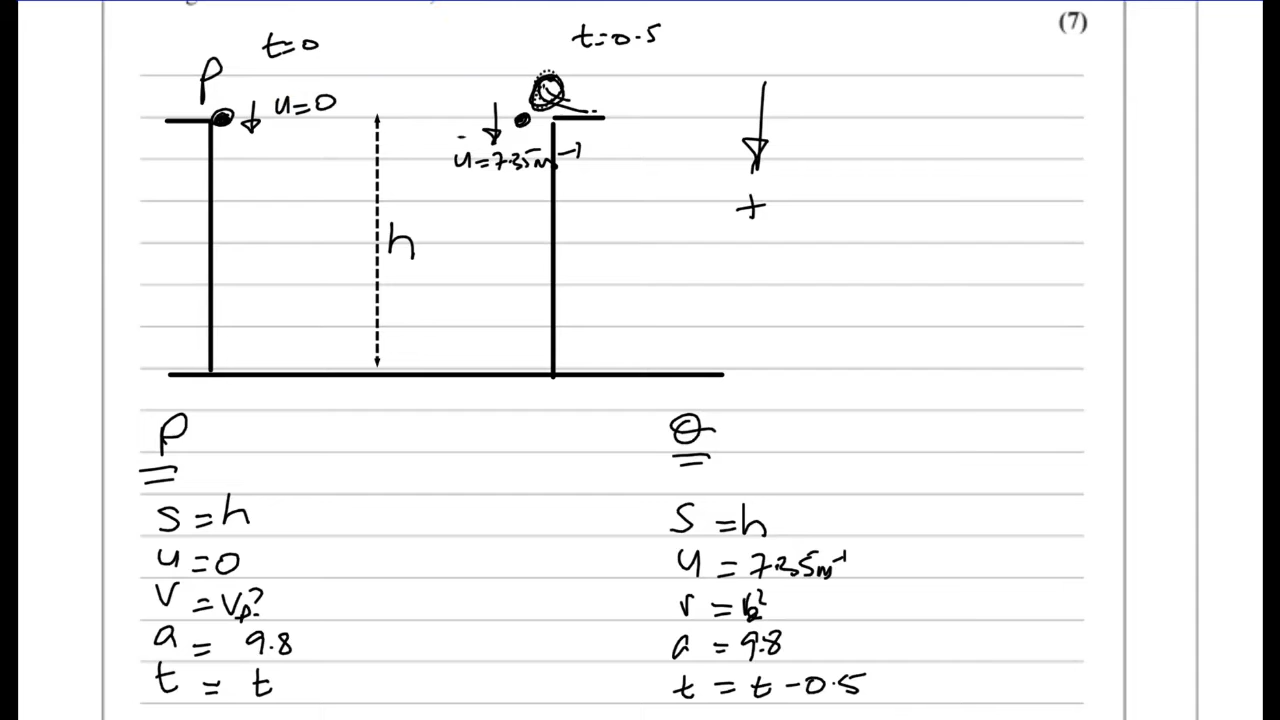 (7)
t=0
t=0.5
P
u=0
u=7.35ms⁻¹
+
h
P
Q
s=h
u=0
v=Vp?
a=9.8
t=t
s=h
u=7.35ms⁻¹
a=9.8
t=t-0.5